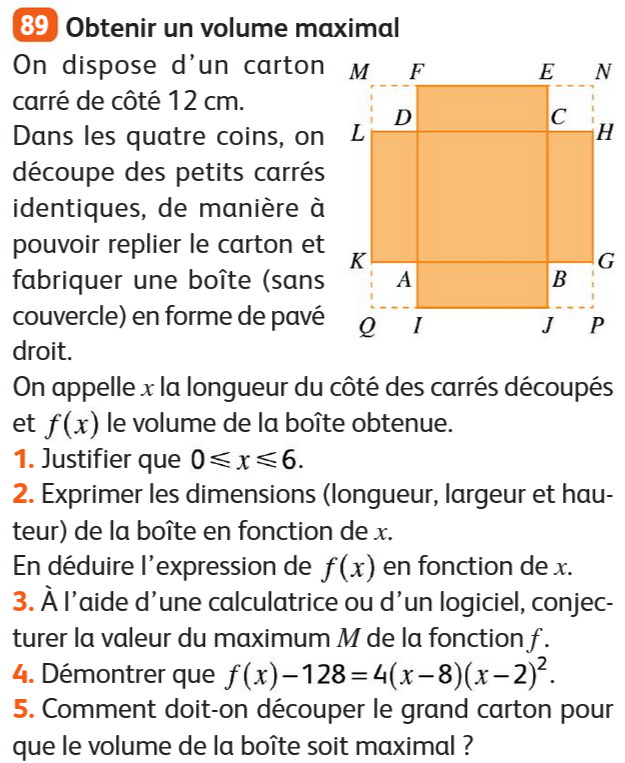 89 Obtenir un volume maximal
On dispose d'un carton
carré de côté 12 cm.
Dans les quatre coins, on
découpe des petits carrés
identiques, de manière à
pouvoir replier le carton et
fabriquer une boîte (sans
couvercle) en forme de pavé
droit.
M F E N
D C
L H
K G
A B
Q I J P
On appelle x la longueur du côté des carrés découpés
et f(x) le volume de la boîte obtenue.
1. Justifier que 0⩽x⩽6.
2. Exprimer les dimensions (longueur, largeur et hau-
teur) de la boîte en fonction de x.
En déduire l'expression de f(x) en fonction de x.
3. À l'aide d'une calculatrice ou d'un logiciel, conjec-
turer la valeur du maximum M de la fonction f.
4. Démontrer que f(x)−128=4(x−8)(x−2)².
5. Comment doit-on découper le grand carton pour
que le volume de la boîte soit maximal ?